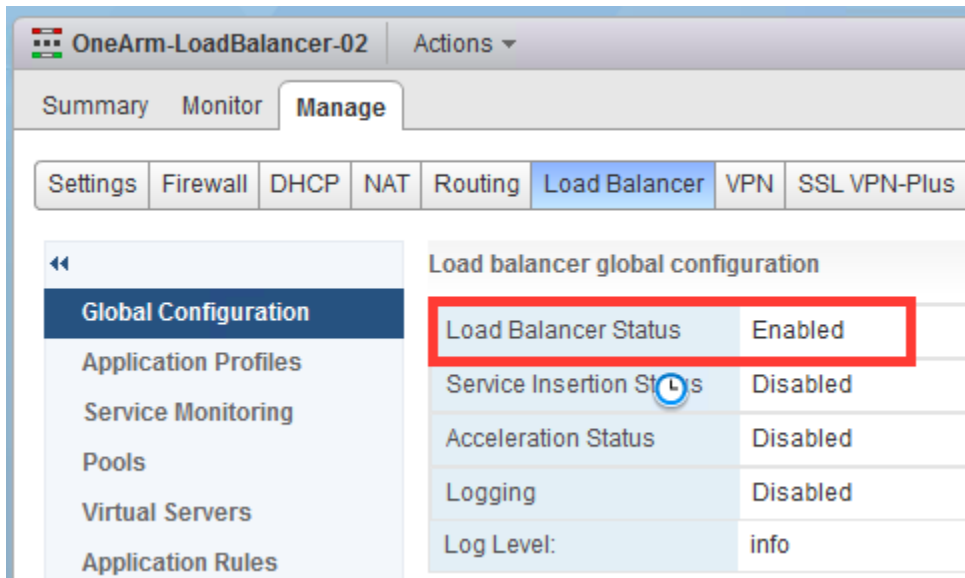 OneArm-LoadBalancer-02 Actions
Summary Monitor Manage
Settings Firewall DHCP NAT Routing Load Balancer VPN SSL VPN-Plus
Load balancer global configuration
Global Configuration
Application Profiles
Service Monitoring
Pools
Virtual Servers
Application Rules
Load Balancer Status Enabled
Service Insertion Status Disabled
Acceleration Status Disabled
Logging Disabled
Log Level: info